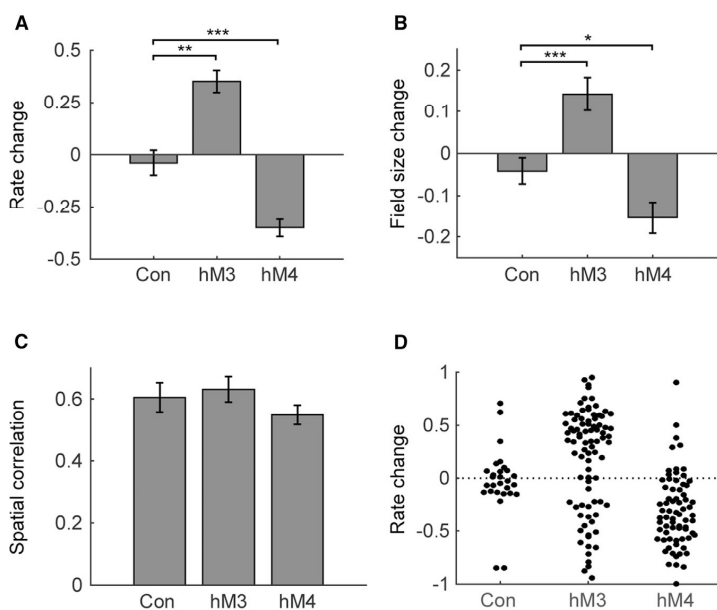 A
Rate change
0.5
0.25
0
-0.25
-0.5
***
**
Con hM3 hM4
B
Field size change
0.2
0.1
0
-0.1
-0.2
*
***
Con hM3 hM4
C
Spatial correlation
0.6
0.4
0.2
0
Con hM3 hM4
D
Rate change
1
0.5
0
-0.5
-1
Con hM3 hM4